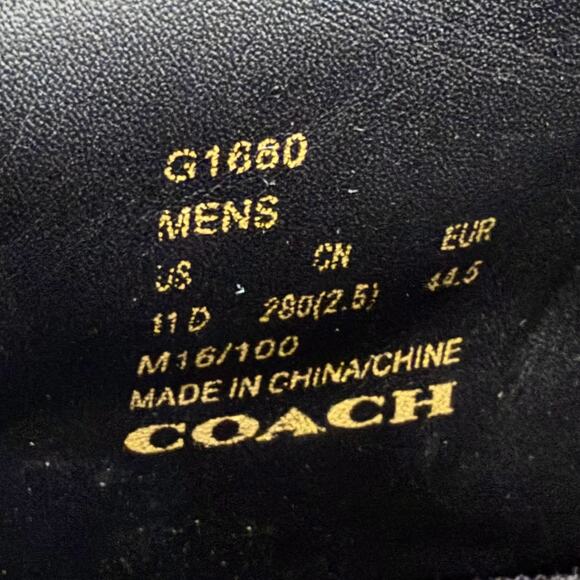 G1660
MENS
US CN EUR
11 D 280(2.5) 44.5
M16/100
MADE IN CHINA/CHINE
COACH